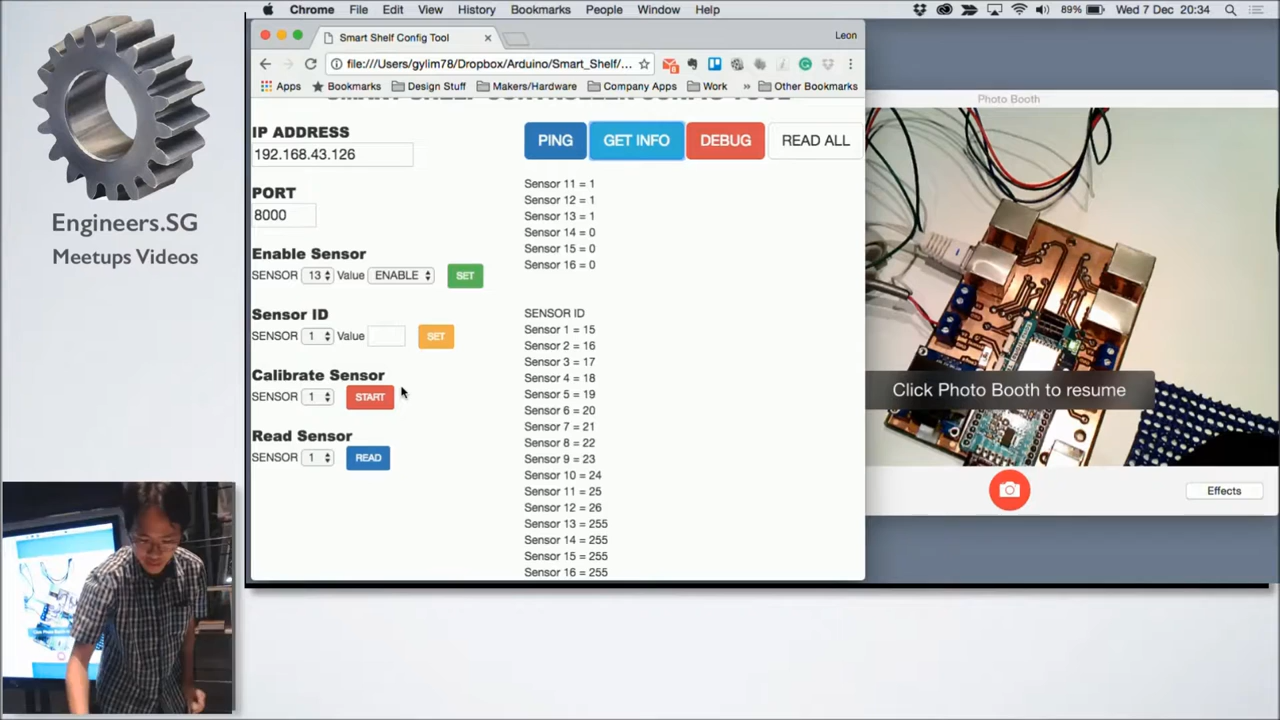 Chrome File Edit View History Bookmarks People Window Help
89% Wed 7 Dec 20:34
Smart Shelf Config Tool
Leon
file:///Users/gylim78/Dropbox/Arduino/Smart_Shelf/...
Apps Bookmarks Design Stuff Makers/Hardware Company Apps Work » Other Bookmarks
SMART SHELF CONTROLLER CONFIG TOOL
IP ADDRESS
192.168.43.126
PORT
8000
Enable Sensor
SENSOR 13 Value ENABLE SET
Sensor ID
SENSOR 1 Value SET
Calibrate Sensor
SENSOR 1 START
Read Sensor
SENSOR 1 READ
PING GET INFO DEBUG READ ALL
Sensor 11 = 1
Sensor 12 = 1
Sensor 13 = 1
Sensor 14 = 0
Sensor 15 = 0
Sensor 16 = 0
SENSOR ID
Sensor 1 = 15
Sensor 2 = 16
Sensor 3 = 17
Sensor 4 = 18
Sensor 5 = 19
Sensor 6 = 20
Sensor 7 = 21
Sensor 8 = 22
Sensor 9 = 23
Sensor 10 = 24
Sensor 11 = 25
Sensor 12 = 26
Sensor 13 = 255
Sensor 14 = 255
Sensor 15 = 255
Sensor 16 = 255
Photo Booth
Click Photo Booth to resume
Effects
Engineers.SG
Meetups Videos